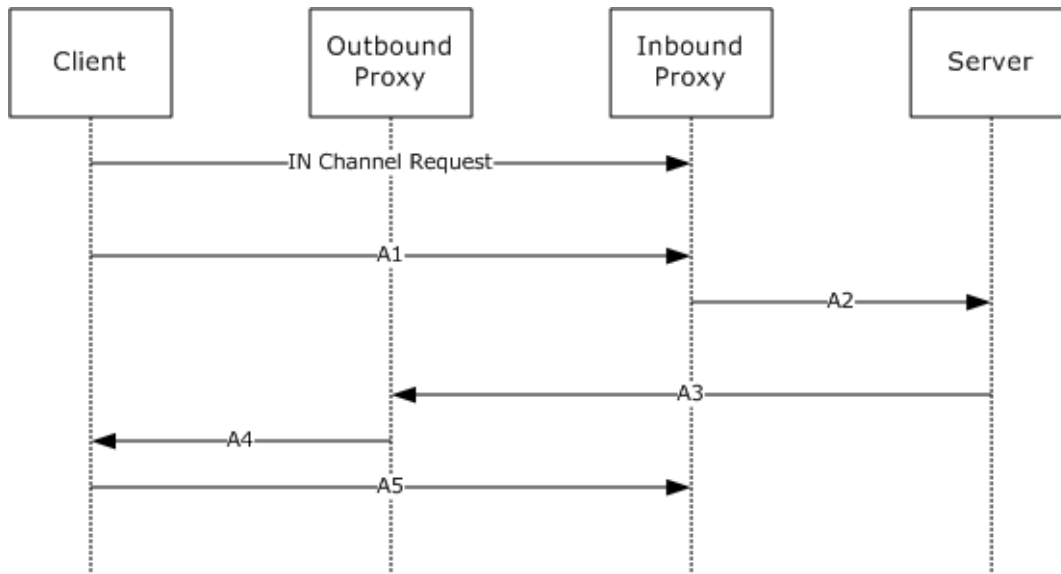 Client
Outbound
Proxy
Inbound
Proxy
Server
IN Channel Request
A1
A2
A3
A4
A5